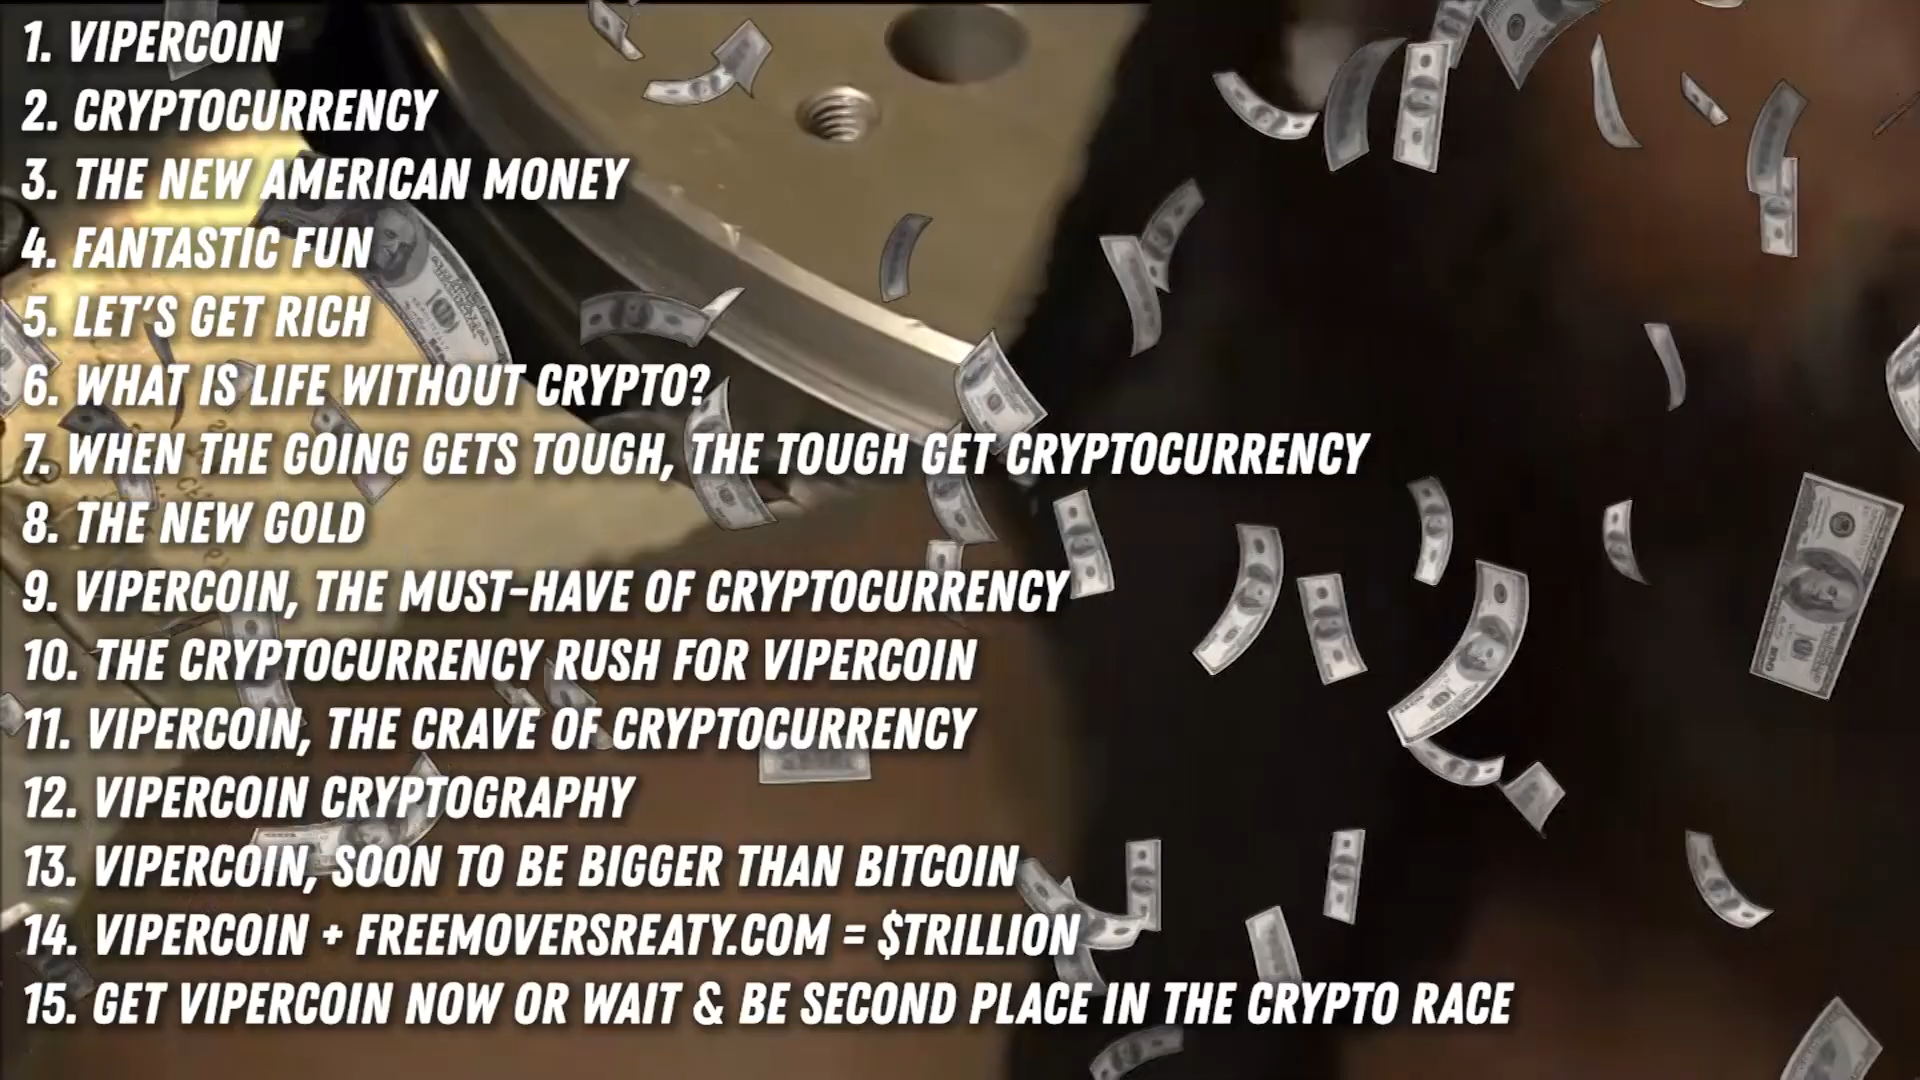 1. VIPERCOIN
2. CRYPTOCURRENCY
3. THE NEW AMERICAN MONEY
4. FANTASTIC FUN
5. LET'S GET RICH
6. WHAT IS LIFE WITHOUT CRYPTO?
7. WHEN THE GOING GETS TOUGH, THE TOUGH GET CRYPTOCURRENCY
8. THE NEW GOLD
9. VIPERCOIN, THE MUST-HAVE OF CRYPTOCURRENCY
10. THE CRYPTOCURRENCY RUSH FOR VIPERCOIN
11. VIPERCOIN, THE CRAVE OF CRYPTOCURRENCY
12. VIPERCOIN CRYPTOGRAPHY
13. VIPERCOIN, SOON TO BE BIGGER THAN BITCOIN
14. VIPERCOIN + FREEMOVERSREATY.COM = $TRILLION
15. GET VIPERCOIN NOW OR WAIT & BE SECOND PLACE IN THE CRYPTO RACE